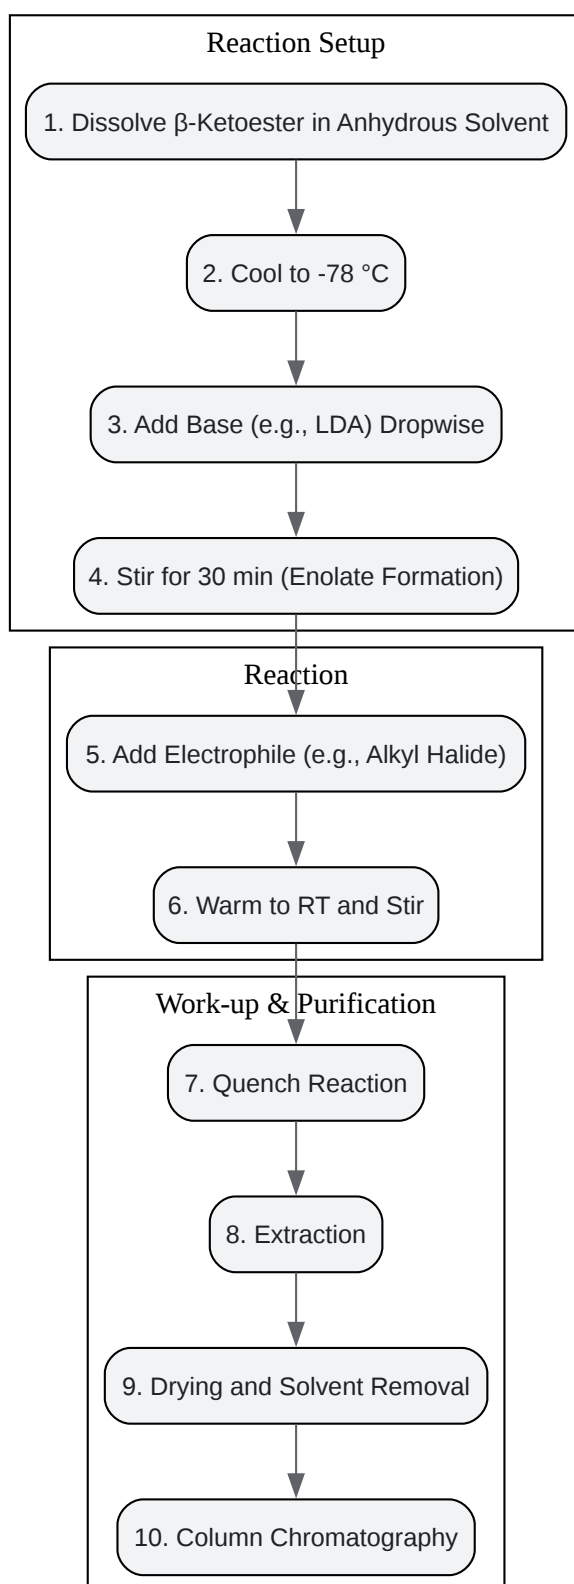 Reaction Setup
1. Dissolve β-Ketoester in Anhydrous Solvent
2. Cool to -78 °C
3. Add Base (e.g., LDA) Dropwise
4. Stir for 30 min (Enolate Formation)
Reaction
5. Add Electrophile (e.g., Alkyl Halide)
6. Warm to RT and Stir
Work-up & Purification
7. Quench Reaction
8. Extraction
9. Drying and Solvent Removal
10. Column Chromatography